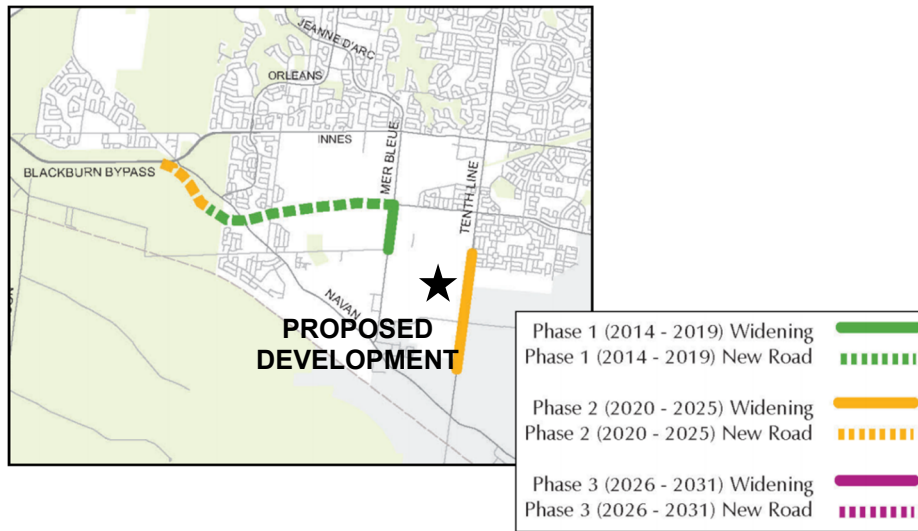 JEANNE D'ARC
ORLEANS
INNES
BLACKBURN BYPASS
MER BLEUE
TENTH LINE
NAVAN
PROPOSED
DEVELOPMENT
Phase 1 (2014 - 2019) Widening
Phase 1 (2014 - 2019) New Road
Phase 2 (2020 - 2025) Widening
Phase 2 (2020 - 2025) New Road
Phase 3 (2026 - 2031) Widening
Phase 3 (2026 - 2031) New Road